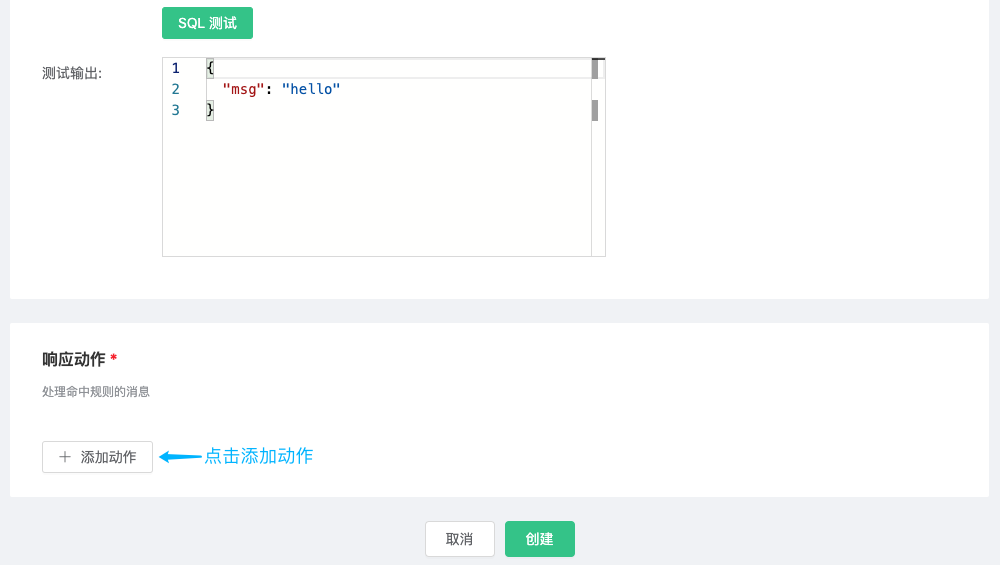 SQL 测试
测试输出:
1 {
2 "msg": "hello"
3 }
响应动作 *
处理命中规则的消息
+ 添加动作 点击添加动作
取消 创建